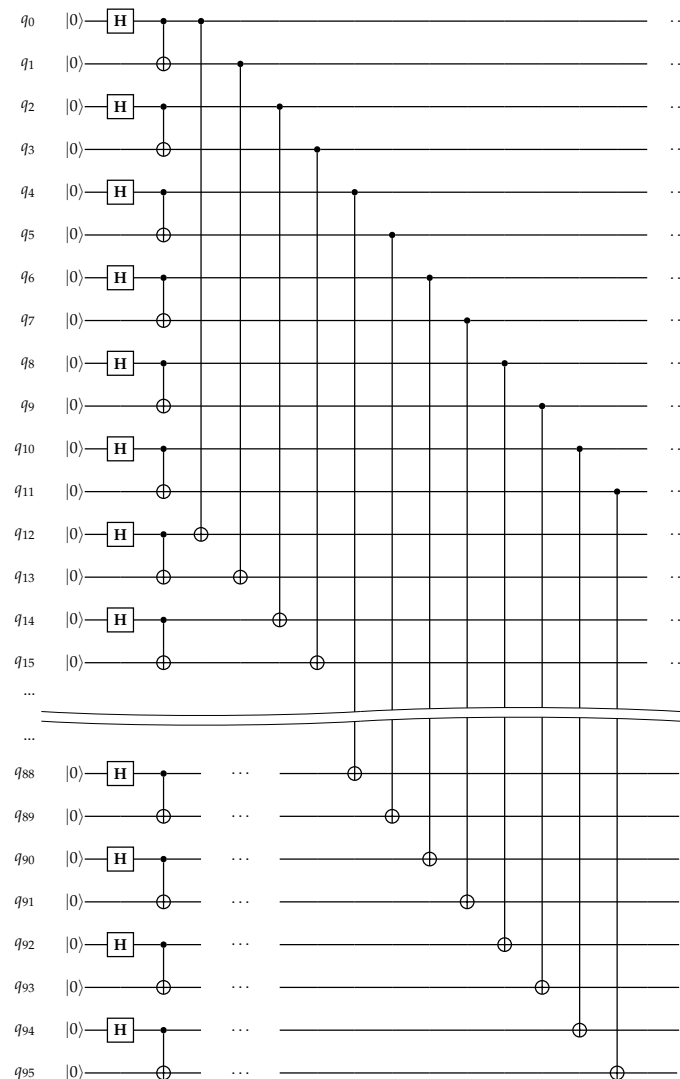 q0 |0⟩ H ..
q1 |0⟩ ..
q2 |0⟩ H ..
q3 |0⟩ ..
q4 |0⟩ H ..
q5 |0⟩ ..
q6 |0⟩ H ..
q7 |0⟩ ..
q8 |0⟩ H ..
q9 |0⟩ ..
q10 |0⟩ H ..
q11 |0⟩ ..
q12 |0⟩ H ..
q13 |0⟩ ..
q14 |0⟩ H ..
q15 |0⟩ ..
...
...
q88 |0⟩ H ...
q89 |0⟩ ...
q90 |0⟩ H ...
q91 |0⟩ ...
q92 |0⟩ H ...
q93 |0⟩ ...
q94 |0⟩ H ...
q95 |0⟩ ...